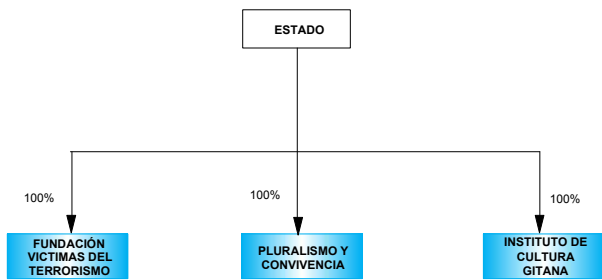 ESTADO
100%
100%
100%
FUNDACIÓN
VICTIMAS DEL
TERRORISMO
PLURALISMO Y
CONVIVENCIA
INSTITUTO DE
CULTURA
GITANA